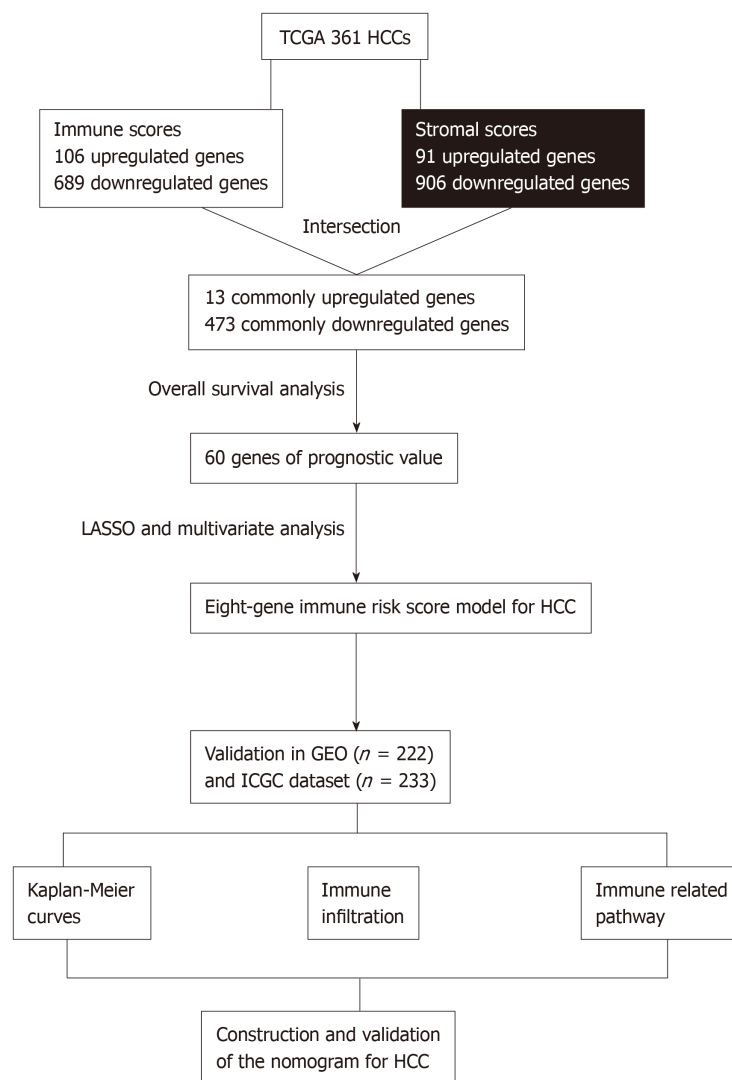 TCGA 361 HCCs
Immune scores
106 upregulated genes
689 downregulated genes
Stromal scores
91 upregulated genes
906 downregulated genes
Intersection
13 commonly upregulated genes
473 commonly downregulated genes
Overall survival analysis
60 genes of prognostic value
LASSO and multivariate analysis
Eight-gene immune risk score model for HCC
Validation in GEO (n = 222)
and ICGC dataset (n = 233)
Kaplan-Meier
curves
Immune
infiltration
Immune related
pathway
Construction and validation
of the nomogram for HCC